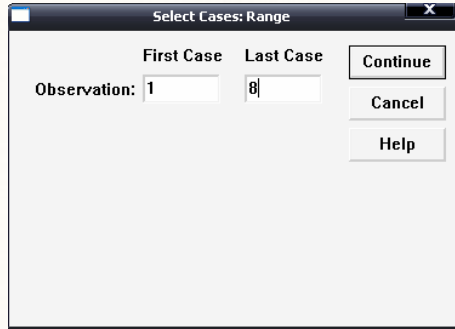 Select Cases: Range
X
First Case Last Case
Observation: 1 8
Continue
Cancel
Help